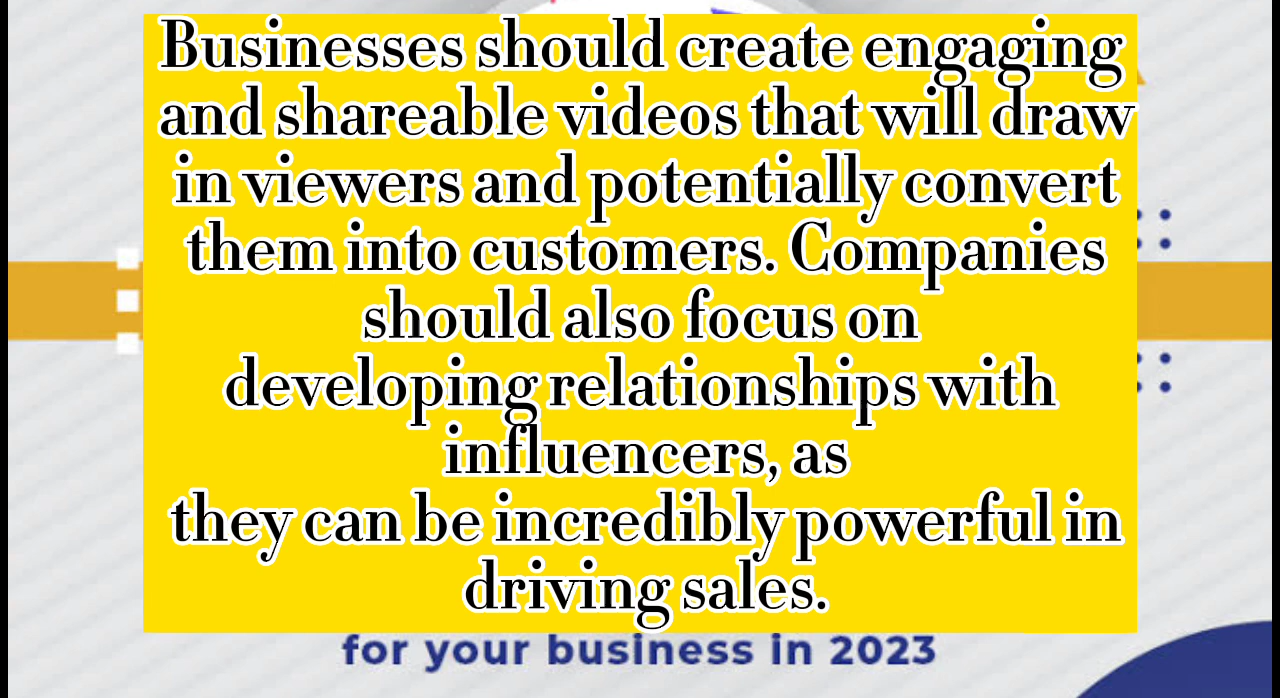 Businesses should create engaging
and shareable videos that will draw
in viewers and potentially convert
them into customers. Companies
should also focus on
developing relationships with
influencers, as
they can be incredibly powerful in
driving sales.
for your business in 2023